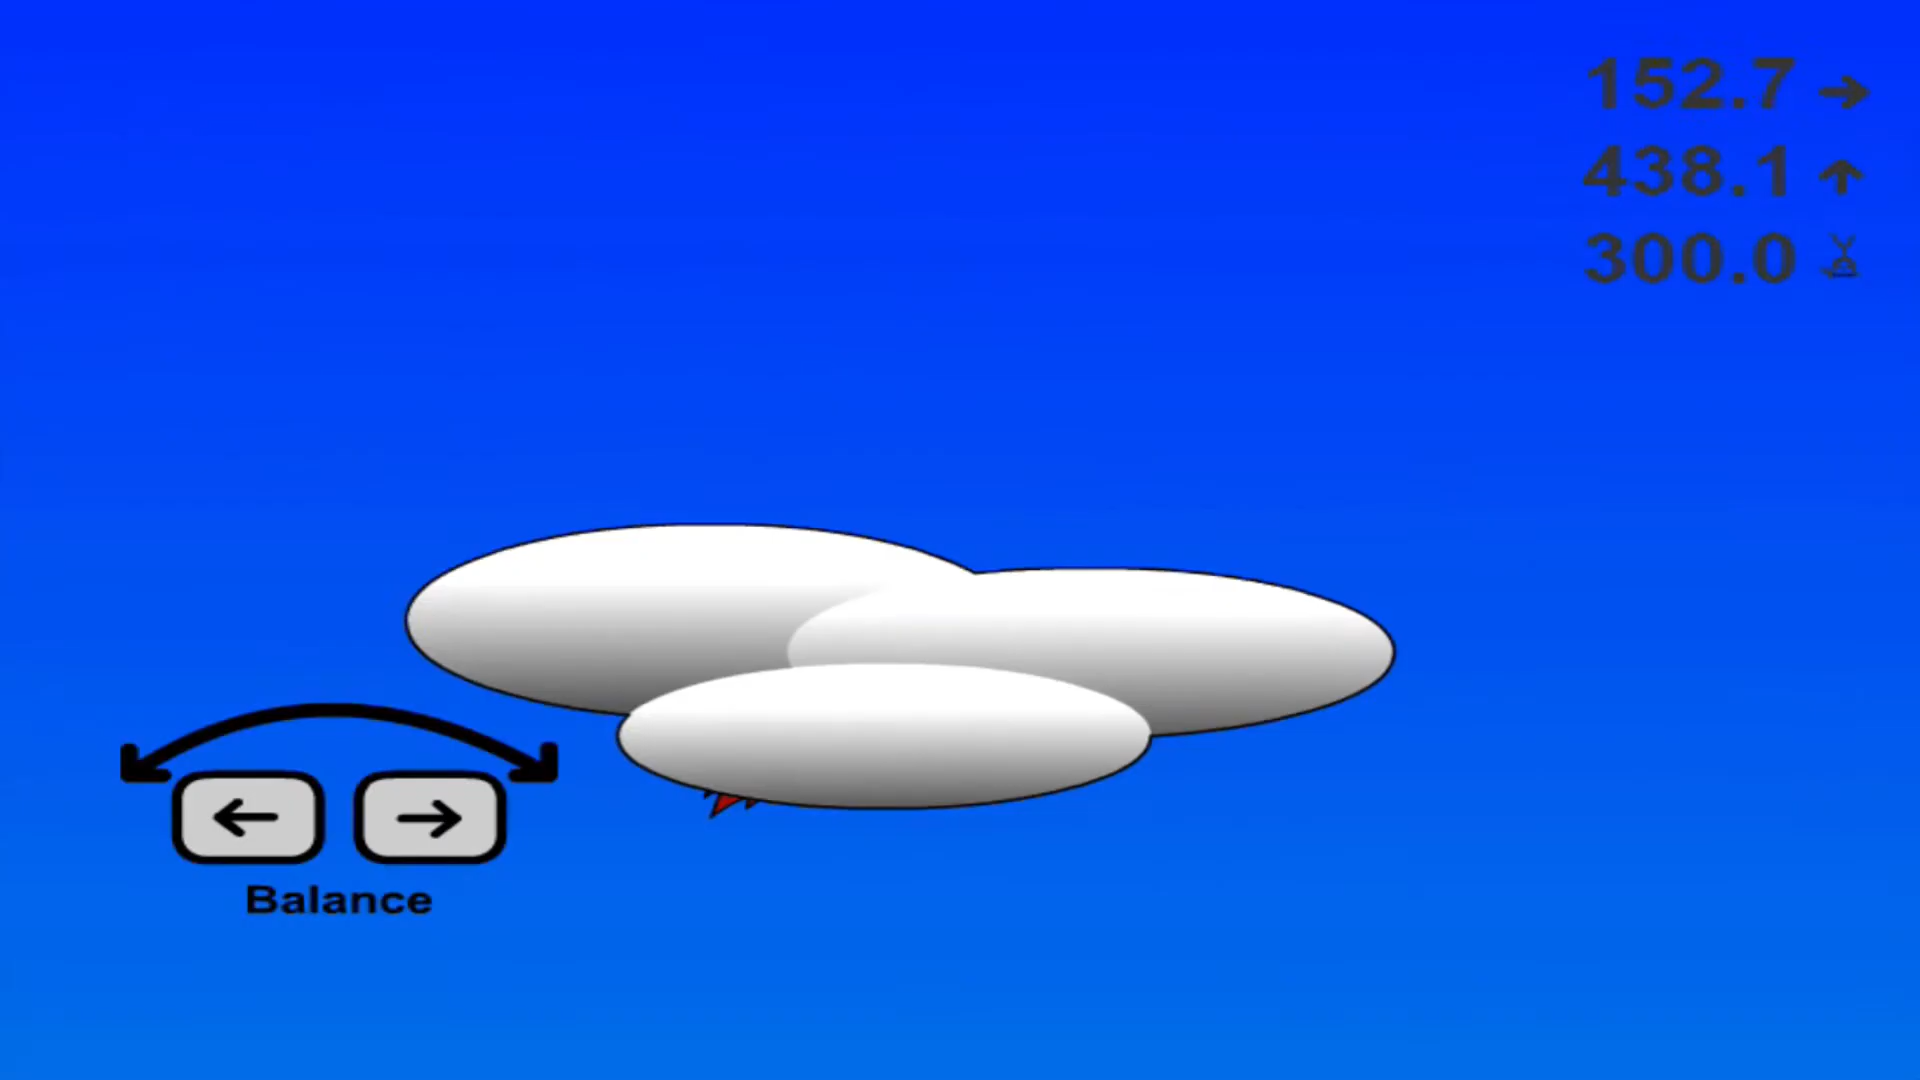 152.7 →
438.1 ↑
300.0
← →
Balance